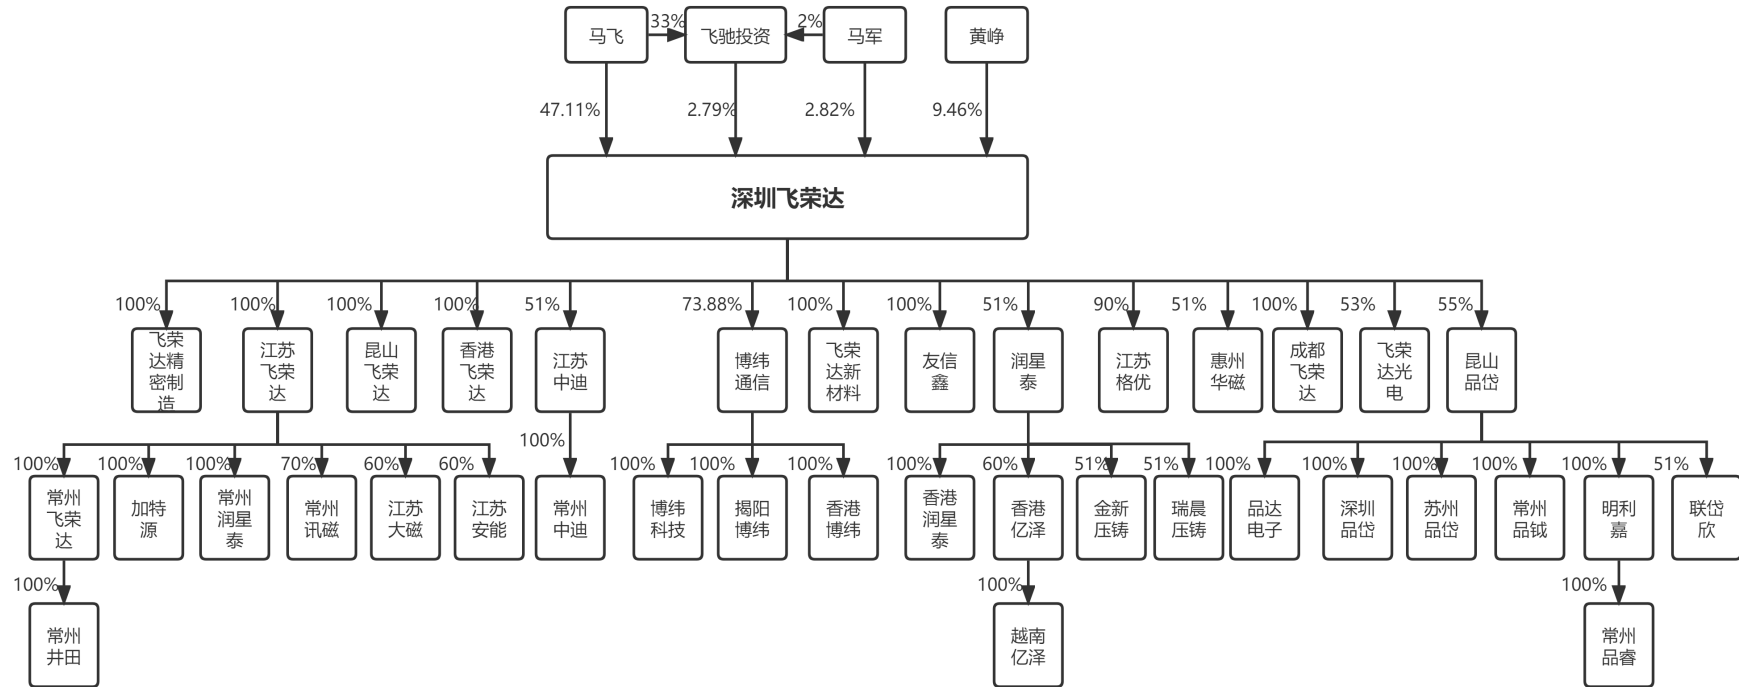 马飞
33%
飞驰投资
2%
马军
黄峥
47.11%
2.79%
2.82%
9.46%
深圳飞荣达
100%
100%
100%
100%
51%
73.88%
100%
100%
51%
90%
51%
100%
53%
55%
飞荣
达精
密制
造
江苏
飞荣
达
昆山
飞荣
达
香港
飞荣
达
江苏
中迪
博纬
通信
飞荣
达新
材料
友信
鑫
润星
泰
江苏
格优
惠州
华磁
成都
飞荣
达
飞荣
达光
电
昆山
品岱
100%
100%
100%
100%
70%
60%
60%
100%
100%
100%
100%
60%
51%
51%
100%
100%
100%
100%
100%
51%
常州
飞荣
达
加特
源
常州
润星
泰
常州
讯磁
江苏
大磁
江苏
安能
常州
中迪
博纬
科技
揭阳
博纬
香港
博纬
香港
润星
泰
香港
亿泽
金新
压铸
瑞晨
压铸
品达
电子
深圳
品岱
苏州
品岱
常州
品钺
明利
嘉
联岱
欣
100%
100%
100%
常州
井田
越南
亿泽
常州
品睿